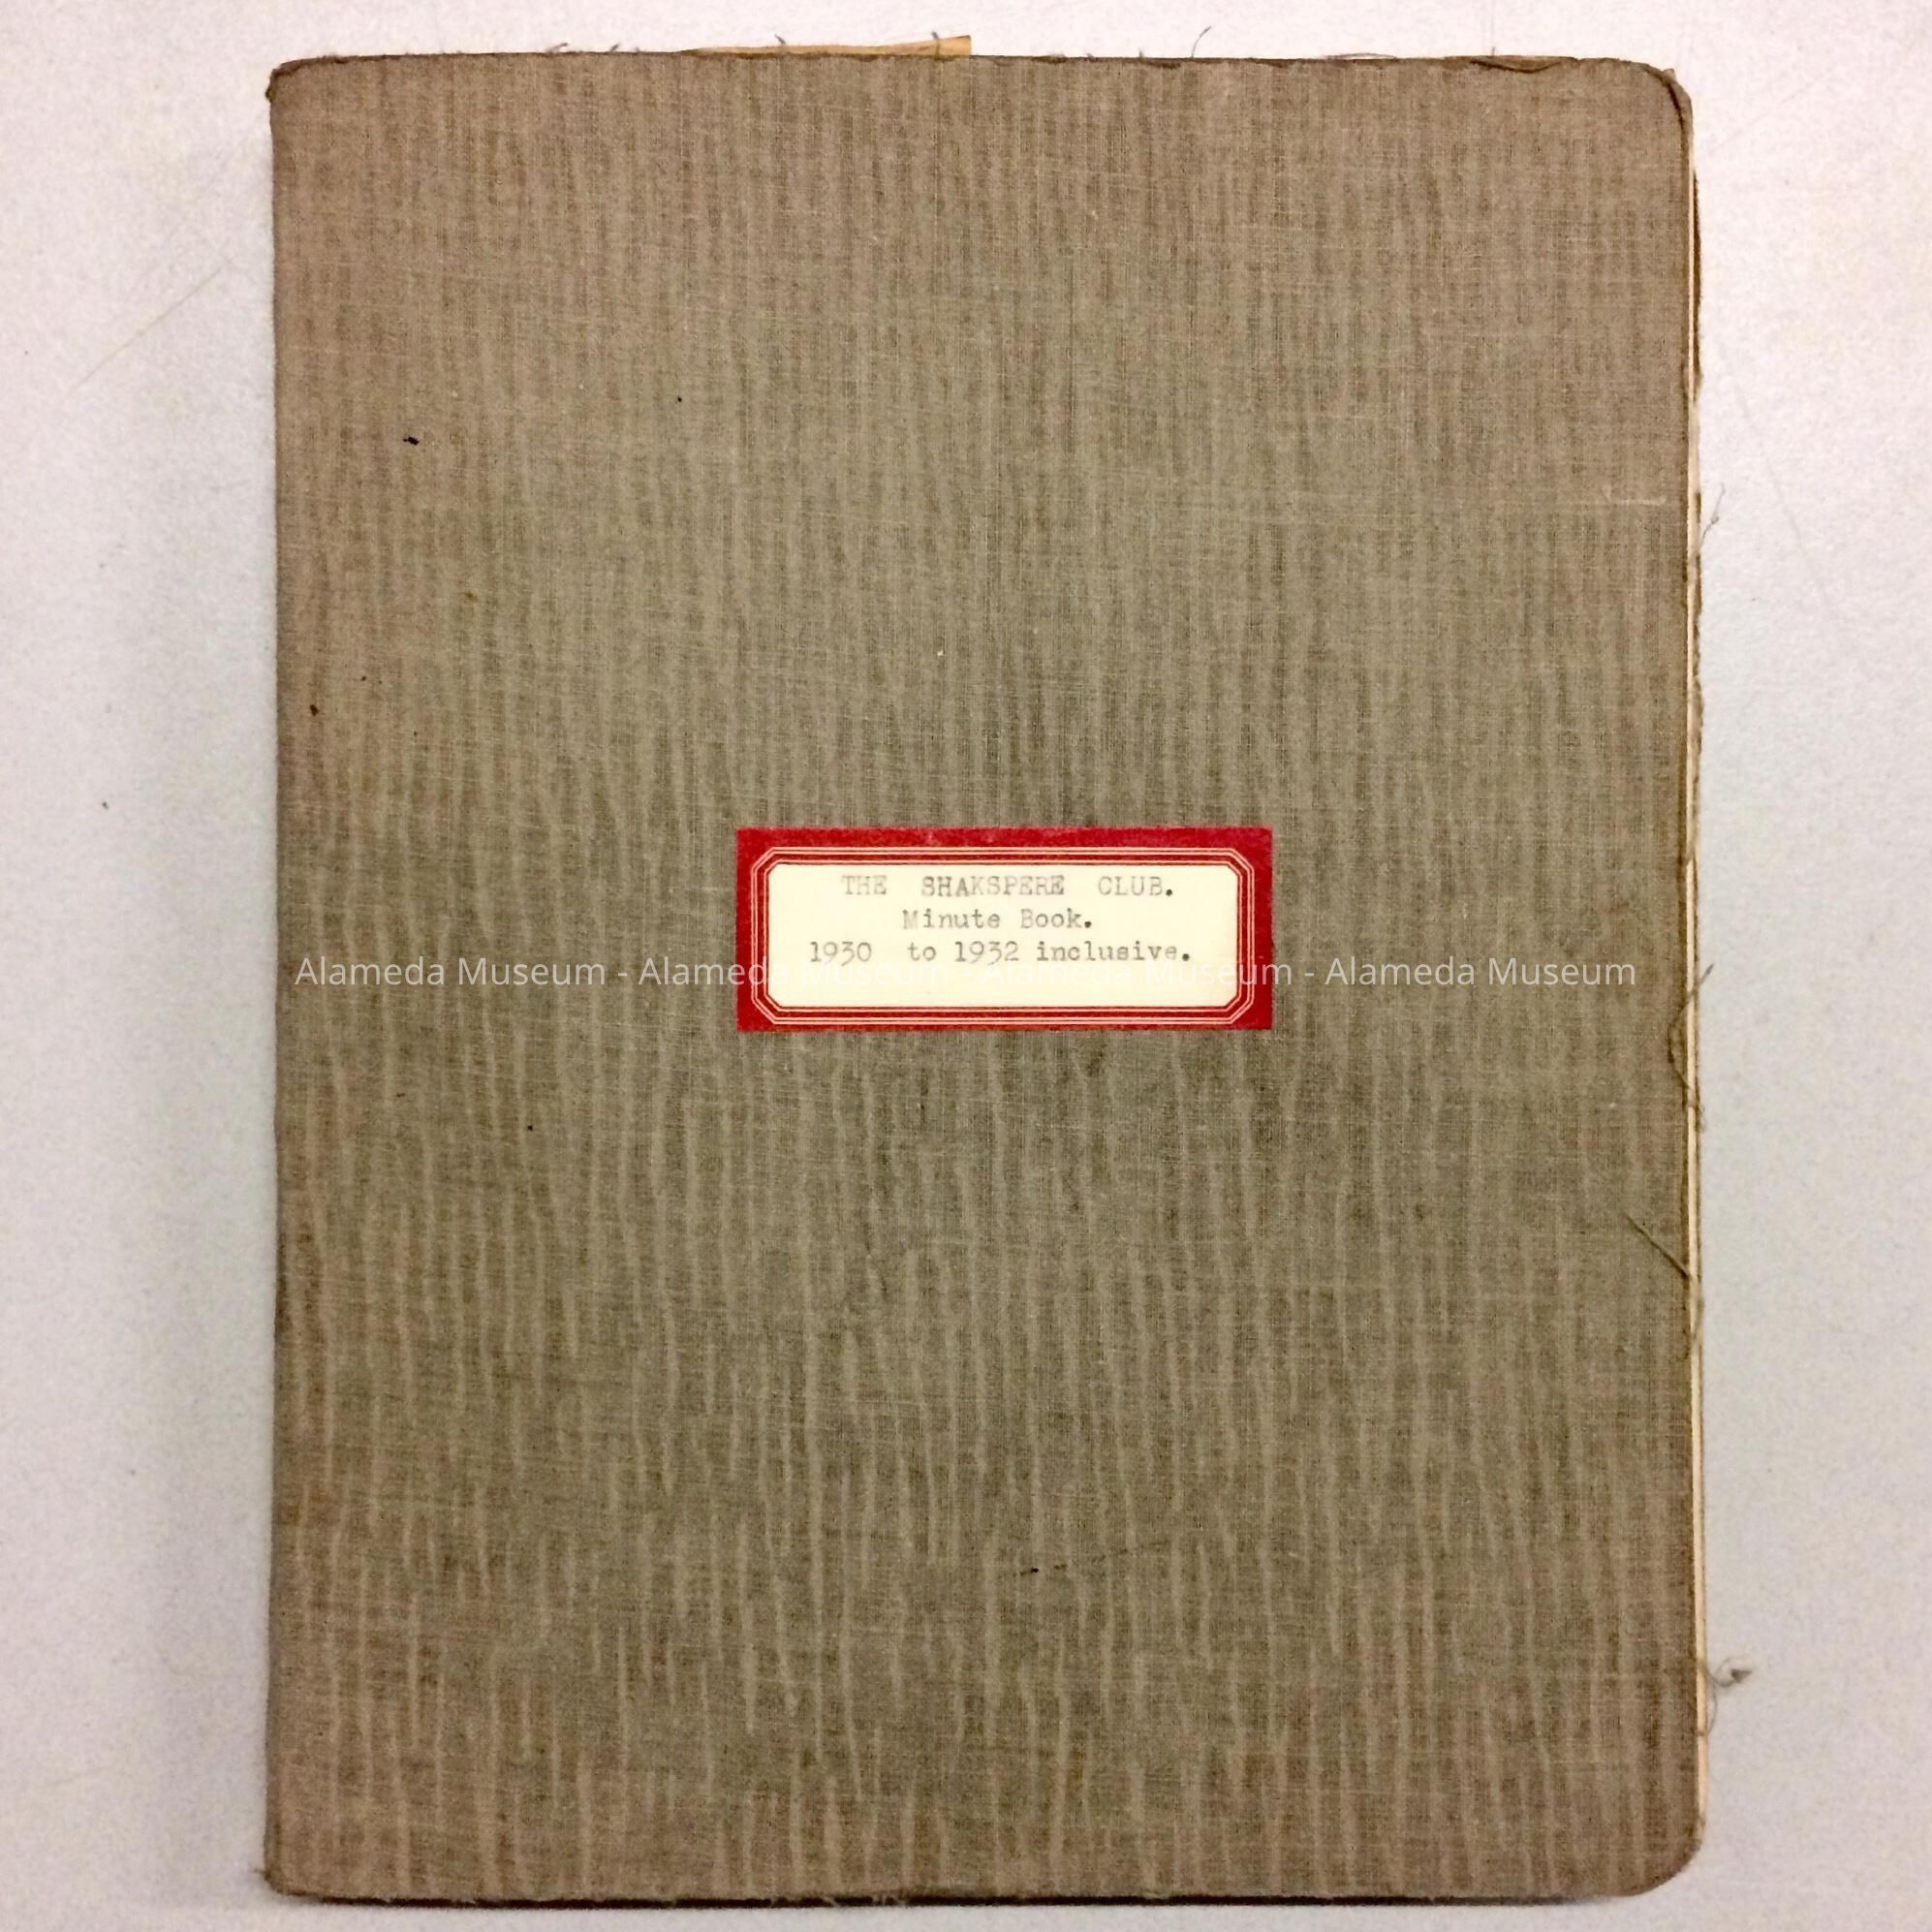 THE SHAKSPERE CLUB.
Minute Book.
1930 to 1932 inclusive.
Alameda Museum - Alameda Museum - Alameda Museum - Alameda Museum